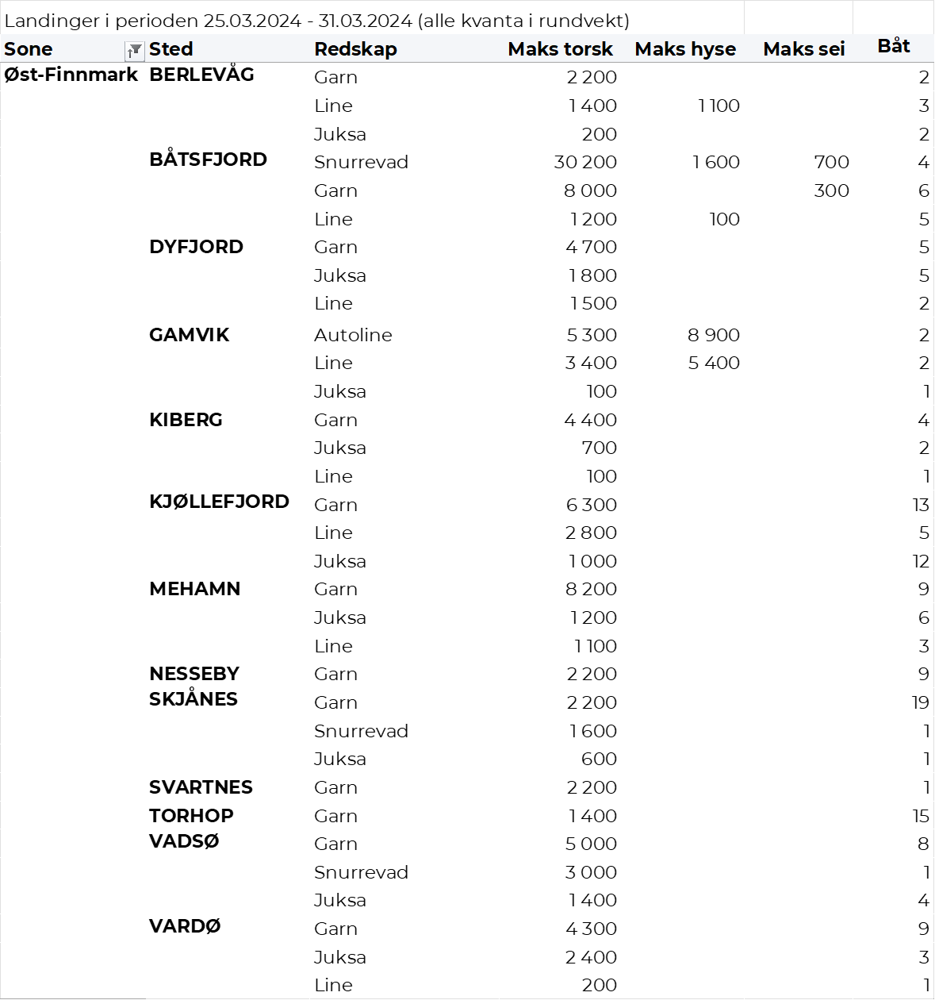 Landinger i perioden 25.03.2024 - 31.03.2024 (alle kvanta i rundvekt)
Sone Sted Redskap Maks torsk Maks hyse Maks sei Båt
Øst-Finnmark BERLEVÅG Garn 2 200 2
Line 1 400 1 100 3
Juksa 200 2
BÅTSFJORD Snurrevad 30 200 1 600 700 4
Garn 8 000 300 6
Line 1 200 100 5
DYFJORD Garn 4 700 5
Juksa 1 800 5
Line 1 500 2
GAMVIK Autoline 5 300 8 900 2
Line 3 400 5 400 2
Juksa 100 1
KIBERG Garn 4 400 4
Juksa 700 2
Line 100 1
KJØLLEFJORD Garn 6 300 13
Line 2 800 5
Juksa 1 000 12
MEHAMN Garn 8 200 9
Juksa 1 200 6
Line 1 100 3
NESSEBY Garn 2 200 9
SKJÅNES Garn 2 200 19
Snurrevad 1 600 1
Juksa 600 1
SVARTNES Garn 2 200 1
TORHOP Garn 1 400 15
VADSØ Garn 5 000 8
Snurrevad 3 000 1
Juksa 1 400 4
VARDØ Garn 4 300 9
Juksa 2 400 3
Line 200 1